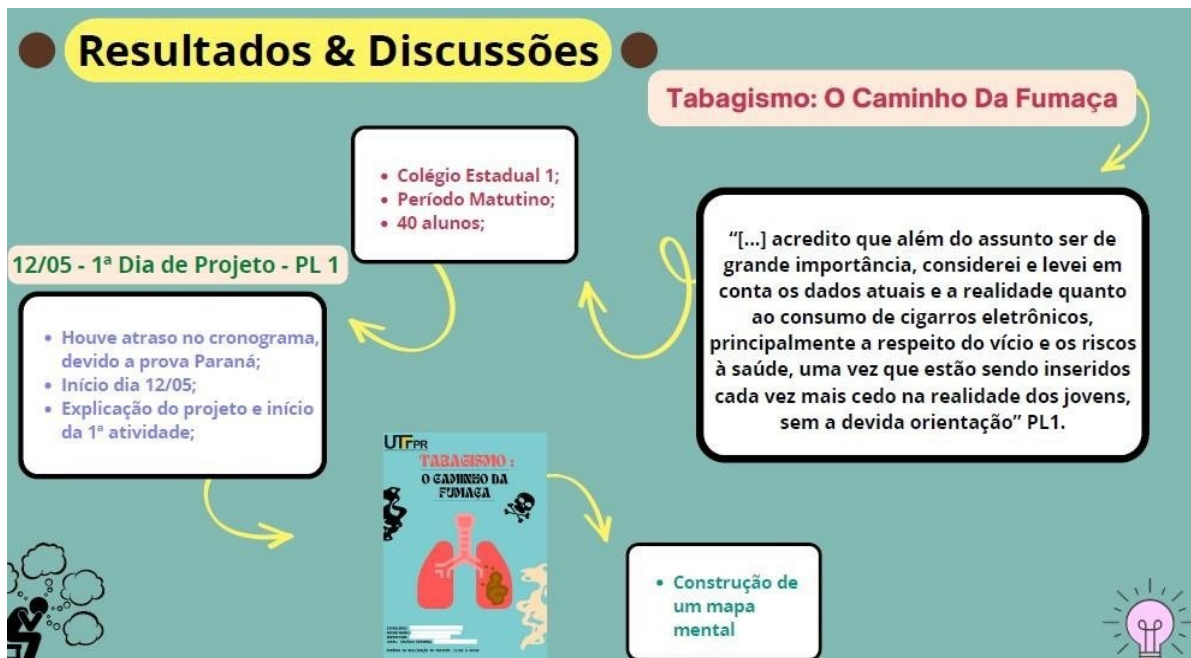 Resultados & Discussões
Tabagismo: O Caminho Da Fumaça
“[...] acredito que além do assunto ser de
grande importância, considerei e levei em
conta os dados atuais e a realidade quanto
ao consumo de cigarros eletrônicos,
principalmente a respeito do vício e os riscos
à saúde, uma vez que estão sendo inseridos
cada vez mais cedo na realidade dos jovens,
sem a devida orientação” PL1.
• Colégio Estadual 1;
• Período Matutino;
• 40 alunos;
12/05 - 1ª Dia de Projeto - PL 1
• Houve atraso no cronograma,
devido a prova Paraná;
• Início dia 12/05;
• Explicação do projeto e início
da 1ª atividade;
UTFPR
TABAGISMO :
O CAMINHO DA
FUMAÇA
• Construção de
um mapa
mental